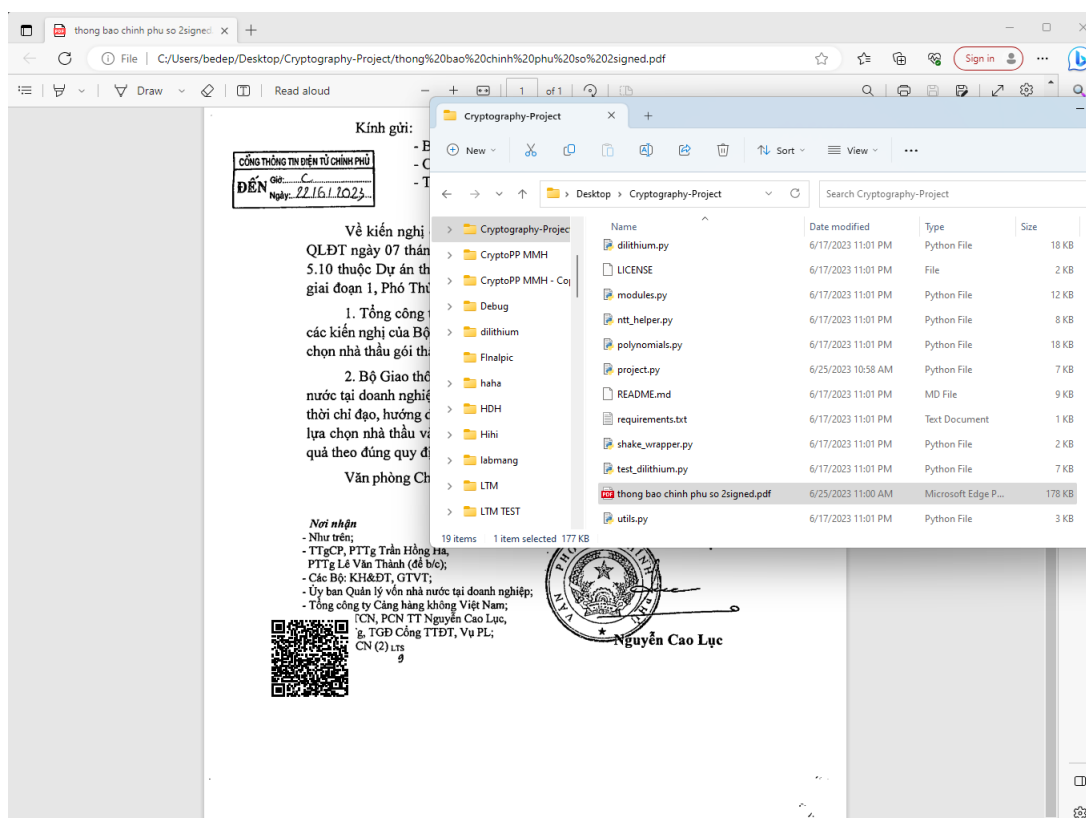 thong bao chinh phu so 2signed
File
C:/Users/bedep/Desktop/Cryptography-Project/thong%20bao%20chinh%20phu%20so%202signed.pdf
Sign in
Draw
Read aloud
1
of 1
Kính gửi:
- B
- C
- T
CỔNG THÔNG TIN ĐIỆN TỬ CHÍNH PHỦ
ĐẾN
Giờ: C
Ngày: 22/6/2023
Về kiến nghị
QLĐT ngày 07 thán
5.10 thuộc Dự án th
giai đoạn 1, Phó Th
1. Tổng công t
các kiến nghị của Bộ
chọn nhà thầu gói th
2. Bộ Giao thô
nước tại doanh nghiệ
thời chỉ đạo, hướng d
lựa chọn nhà thầu và
quả theo đúng quy đị
Văn phòng Ch
Nơi nhận
- Như trên;
- TTgCP, PTTg Trần Hồng Hà,
PTTg Lê Văn Thành (để b/c);
- Các Bộ: KH&ĐT, GTVT;
- Ủy ban Quản lý vốn nhà nước tại doanh nghiệp;
- Tổng công ty Cảng hàng không Việt Nam;
TCN, PCN TT Nguyễn Cao Lục,
g, TGĐ Cổng TTĐT, Vụ PL;
CN (2) LTS
9
Nguyễn Cao Lục
Cryptography-Project
New
Sort
View
Desktop > Cryptography-Project
Search Cryptography-Project
Cryptography-Projec
CryptoPP MMH
CryptoPP MMH - Cop
Debug
dilithium
FInalpic
haha
HDH
Hihi
labmang
LTM
LTM TEST
Name Date modified Type Size
dilithium.py 6/17/2023 11:01 PM Python File 18 KB
LICENSE 6/17/2023 11:01 PM File 2 KB
modules.py 6/17/2023 11:01 PM Python File 12 KB
ntt_helper.py 6/17/2023 11:01 PM Python File 8 KB
polynomials.py 6/17/2023 11:01 PM Python File 18 KB
project.py 6/25/2023 10:58 AM Python File 7 KB
README.md 6/17/2023 11:01 PM MD File 9 KB
requirements.txt 6/17/2023 11:01 PM Text Document 1 KB
shake_wrapper.py 6/17/2023 11:01 PM Python File 2 KB
test_dilithium.py 6/17/2023 11:01 PM Python File 7 KB
thong bao chinh phu so 2signed.pdf 6/25/2023 11:00 AM Microsoft Edge P... 178 KB
utils.py 6/17/2023 11:01 PM Python File 3 KB
19 items 1 item selected 177 KB